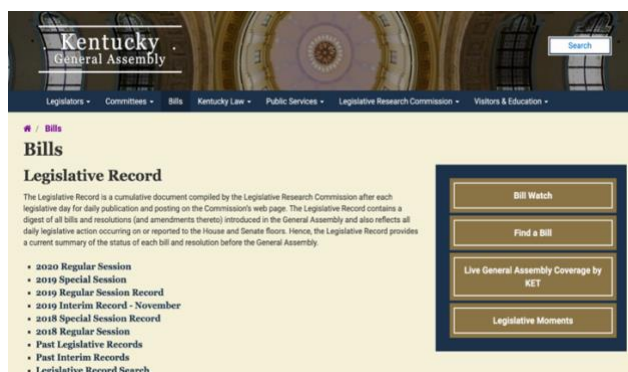 Kentucky
General Assembly
Search
Legislators
Committees
Bills
Kentucky Law
Public Services
Legislative Research Commission
Visitors & Education
/ Bills
Bills
Legislative Record
The Legislative Record is a cumulative document compiled by the Legislative Research Commission after each
legislative day for daily publication and posting on the Commission's web page. The Legislative Record contains a
digest of all bills and resolutions (and amendments thereto) introduced in the General Assembly and also reflects all
daily legislative action occurring on or reported to the House and Senate floors. Hence, the Legislative Record provides
a current summary of the status of each bill and resolution before the General Assembly.
• 2020 Regular Session
• 2019 Special Session
• 2019 Regular Session Record
• 2019 Interim Record - November
• 2018 Special Session Record
• 2018 Regular Session
• Past Legislative Records
• Past Interim Records
• Legislative Record Search
Bill Watch
Find a Bill
Live General Assembly Coverage by
KET
Legislative Moments